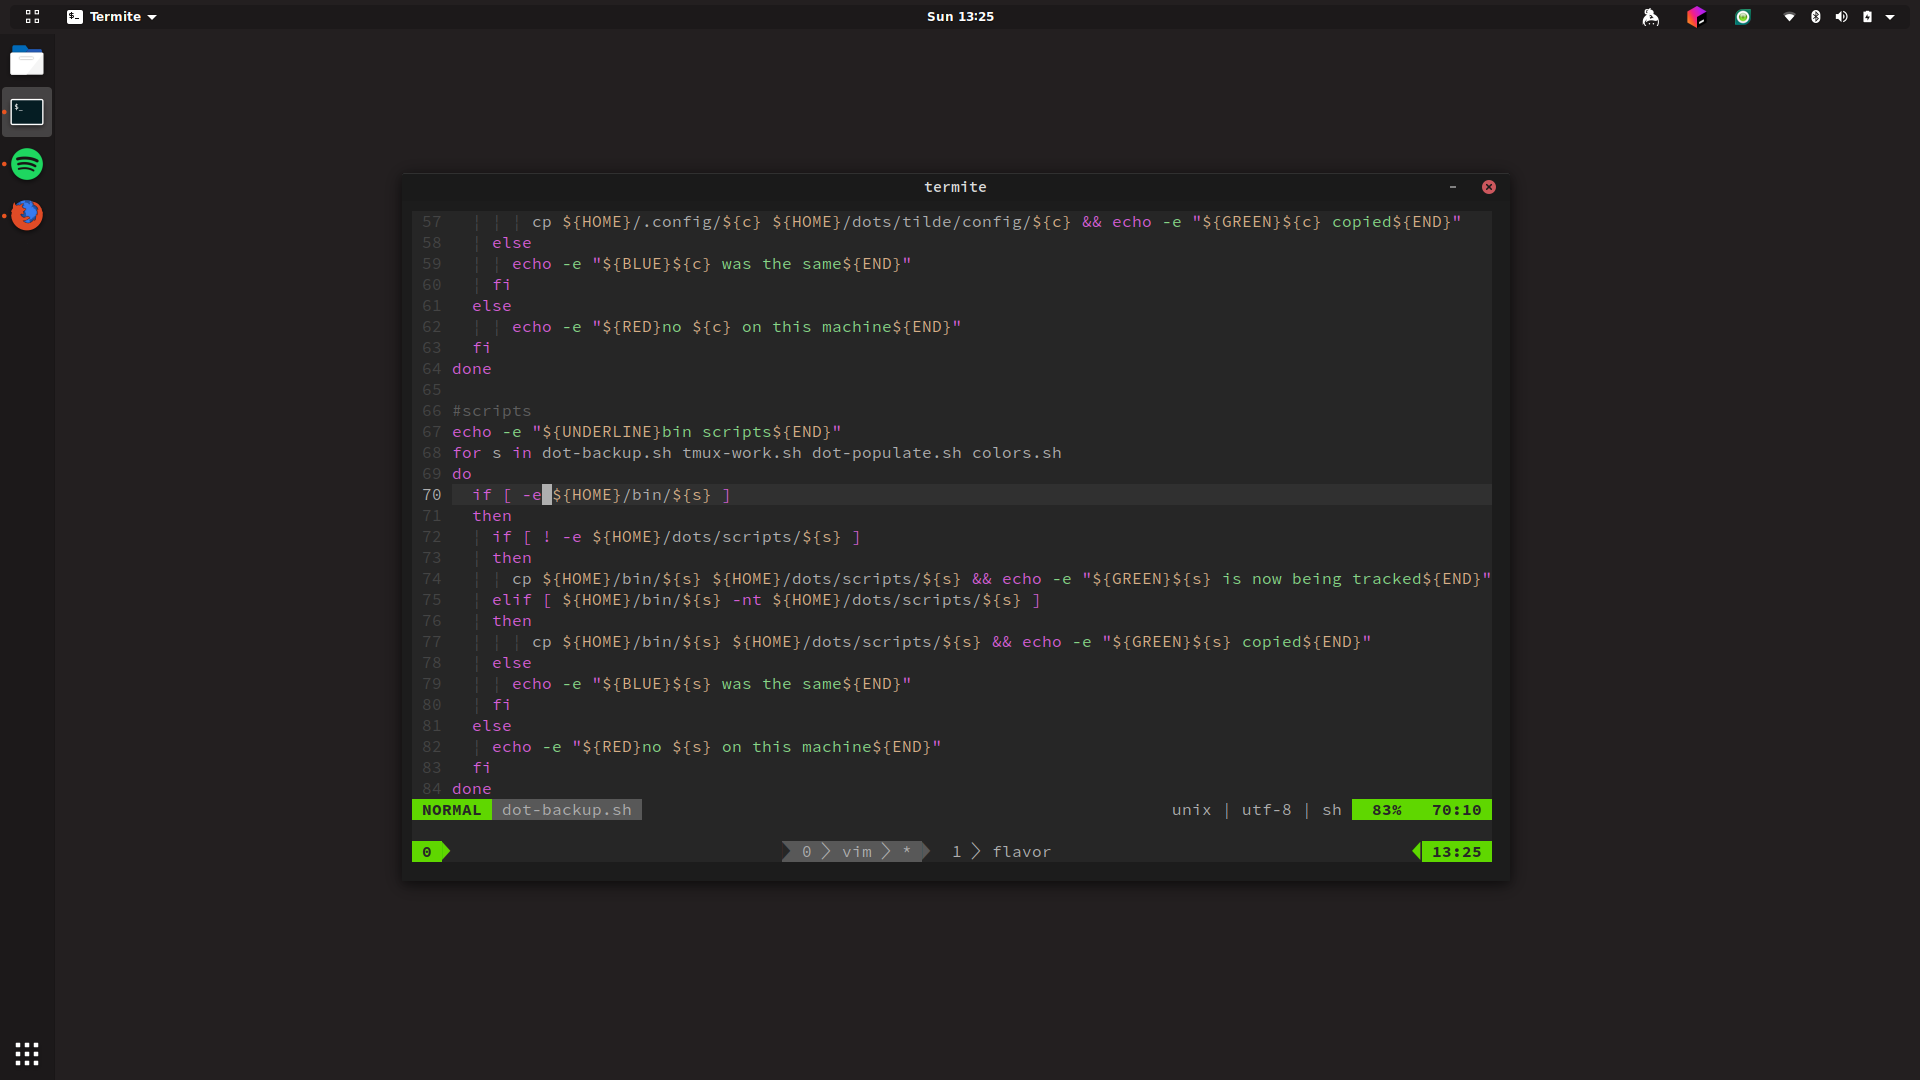 Termite
Sun 13:25
termite
57 cp ${HOME}/.config/${c} ${HOME}/dots/tilde/config/${c} && echo -e "${GREEN}${c} copied${END}"
58 else
59 echo -e "${BLUE}${c} was the same${END}"
60 fi
61 else
62 echo -e "${RED}no ${c} on this machine${END}"
63 fi
64 done
65
66 #scripts
67 echo -e "${UNDERLINE}bin scripts${END}"
68 for s in dot-backup.sh tmux-work.sh dot-populate.sh colors.sh
69 do
70 if [ -e ${HOME}/bin/${s} ]
71 then
72 if [ ! -e ${HOME}/dots/scripts/${s} ]
73 then
74 cp ${HOME}/bin/${s} ${HOME}/dots/scripts/${s} && echo -e "${GREEN}${s} is now being tracked${END}"
75 elif [ ${HOME}/bin/${s} -nt ${HOME}/dots/scripts/${s} ]
76 then
77 cp ${HOME}/bin/${s} ${HOME}/dots/scripts/${s} && echo -e "${GREEN}${s} copied${END}"
78 else
79 echo -e "${BLUE}${s} was the same${END}"
80 fi
81 else
82 echo -e "${RED}no ${s} on this machine${END}"
83 fi
84 done
NORMAL dot-backup.sh unix | utf-8 | sh 83% 70:10
0 0 vim * 1 flavor 13:25